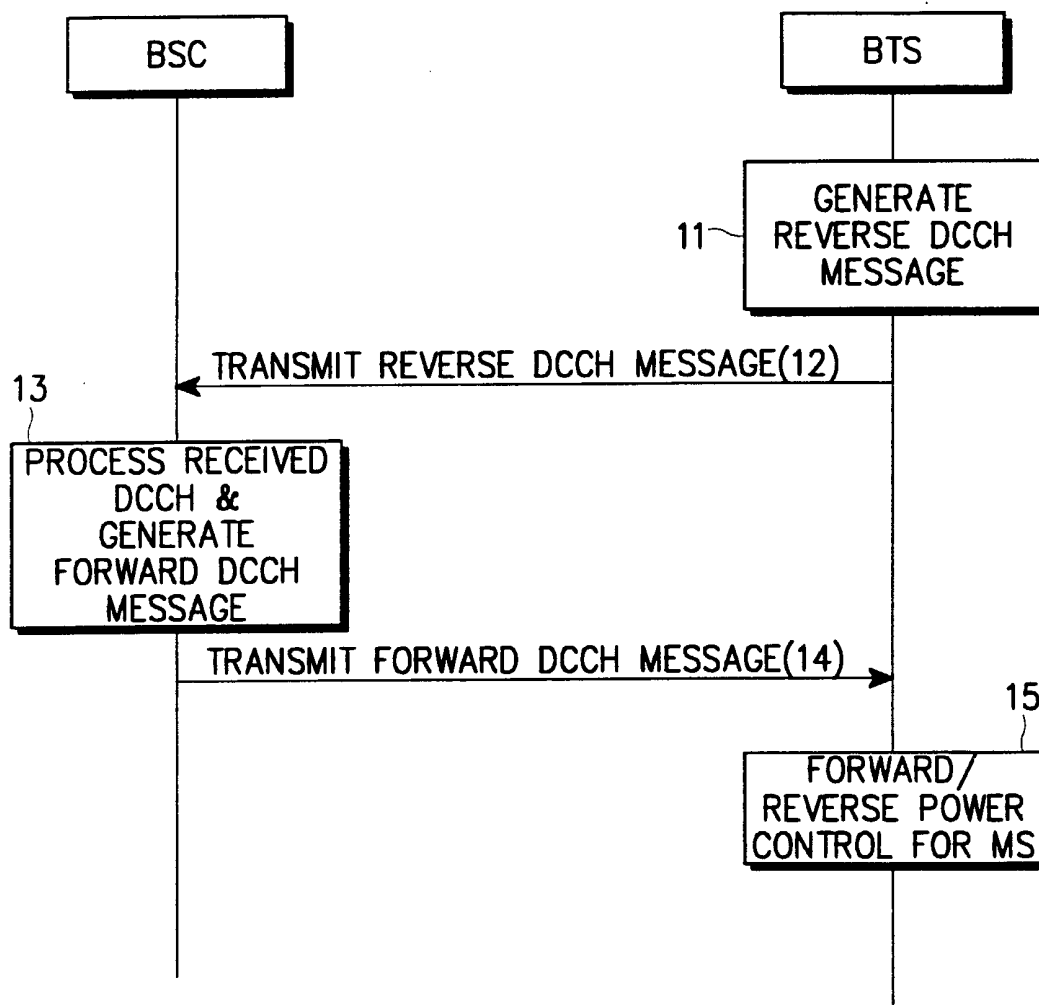 BSC
BTS
GENERATE
REVERSE DCCH
MESSAGE
11
TRANSMIT REVERSE DCCH MESSAGE(12)
13
PROCESS RECEIVED
DCCH &
GENERATE
FORWARD DCCH
MESSAGE
TRANSMIT FORWARD DCCH MESSAGE(14)
15
FORWARD/
REVERSE POWER
CONTROL FOR MS